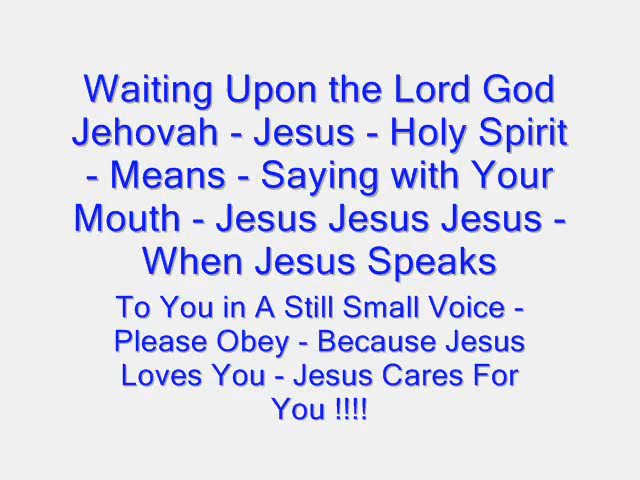 Waiting Upon the Lord God
Jehovah - Jesus - Holy Spirit
- Means - Saying with Your
Mouth - Jesus Jesus Jesus -
When Jesus Speaks
To You in A Still Small Voice -
Please Obey - Because Jesus
Loves You - Jesus Cares For
You !!!!